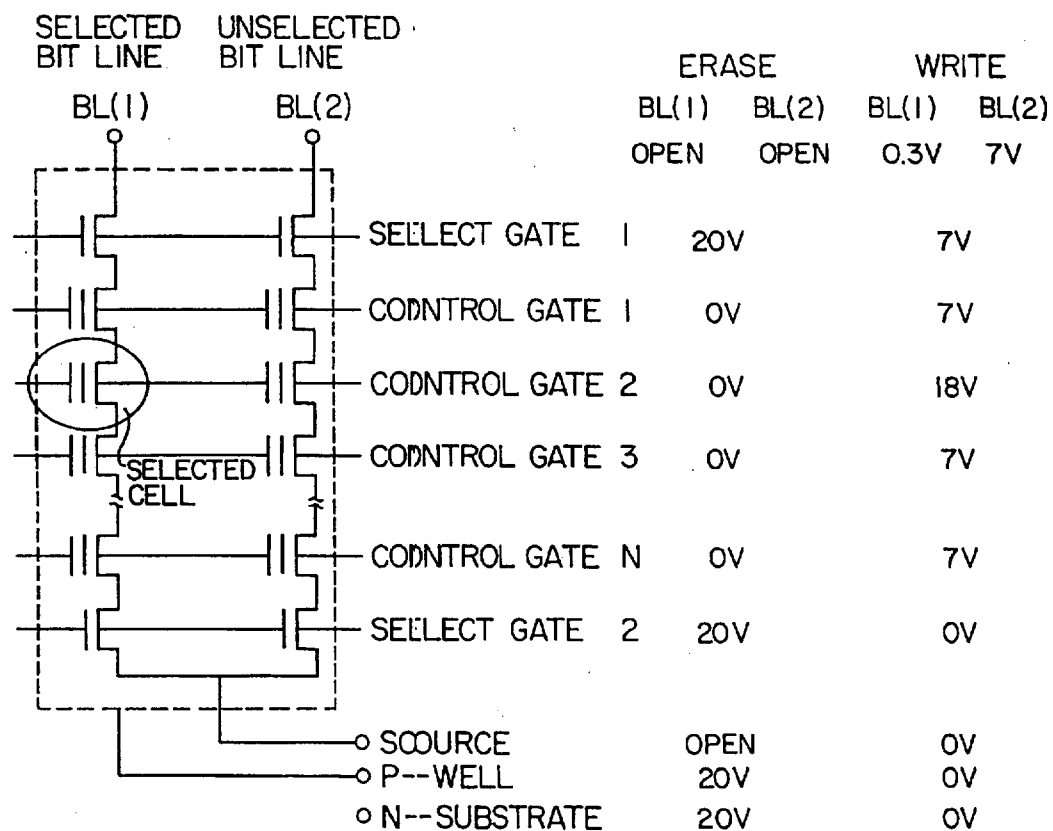 SELECTED UNSELECTED
BIT LINE BIT LINE
ERASE WRITE
BL(1) BL(2) BL(1) BL(2) BL(1) BL(2)
OPEN OPEN 0.3V 7V
SELLECT GATE 1 20V 7V
CODNTROL GATE 1 0V 7V
CODNTROL GATE 2 0V 18V
CODNTROL GATE 3 0V 7V
SELECTED
CELL
CODNTROL GATE N 0V 7V
SELLECT GATE 2 20V 0V
SOOURCE OPEN 0V
P--WELL 20V 0V
N--SUBSTRATE 20V 0V